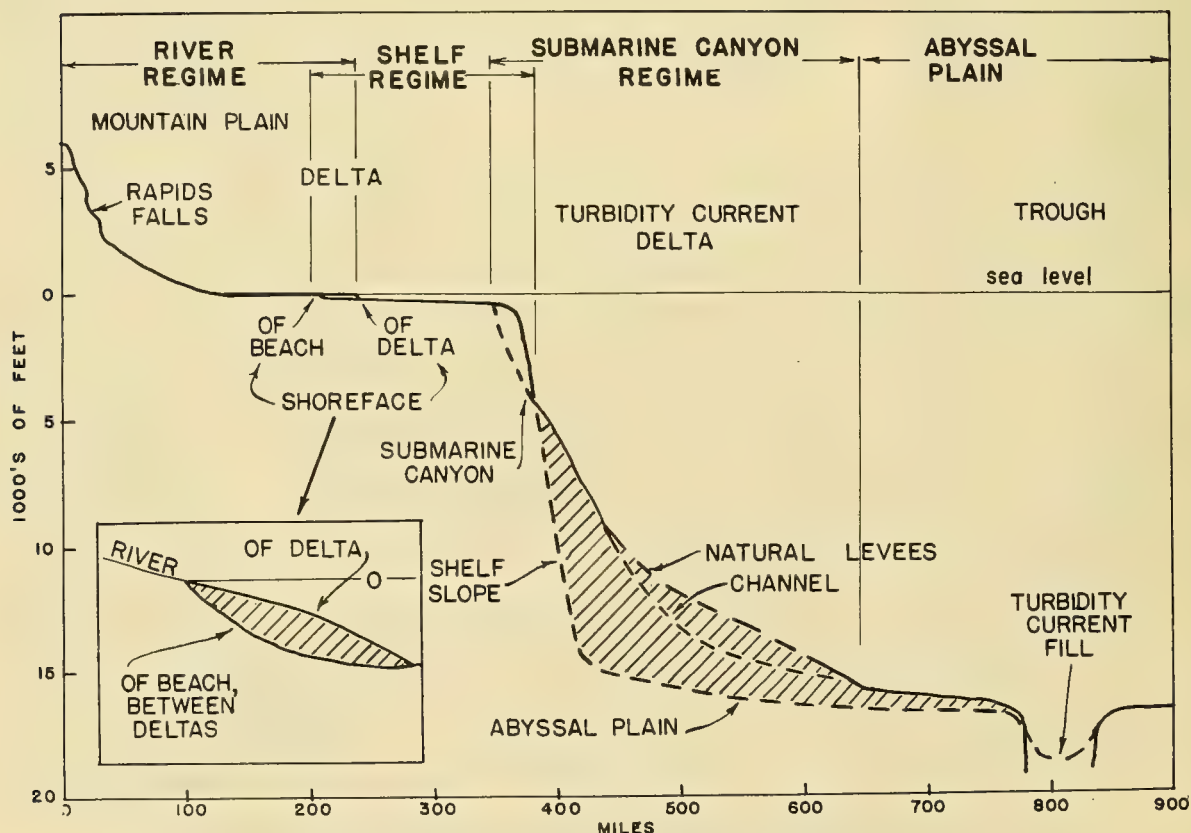 RIVER
REGIME
SHELF
REGIME
SUBMARINE CANYON
REGIME
ABYSSAL
PLAIN
MOUNTAIN PLAIN
DELTA
RAPIDS
FALLS
TURBIDITY CURRENT
DELTA
TROUGH
sea level
OF
BEACH
OF
DELTA
SHOREFACE
SUBMARINE
CANYON
NATURAL LEVEES
CHANNEL
SHELF
SLOPE
TURBIDITY
CURRENT
FILL
ABYSSAL PLAIN
RIVER
OF DELTA,
O
OF BEACH,
BETWEEN
DELTAS
1000'S OF FEET
5
0
5
10
15
20
0 100 200 300 400 500 600 700 800 900
MILES